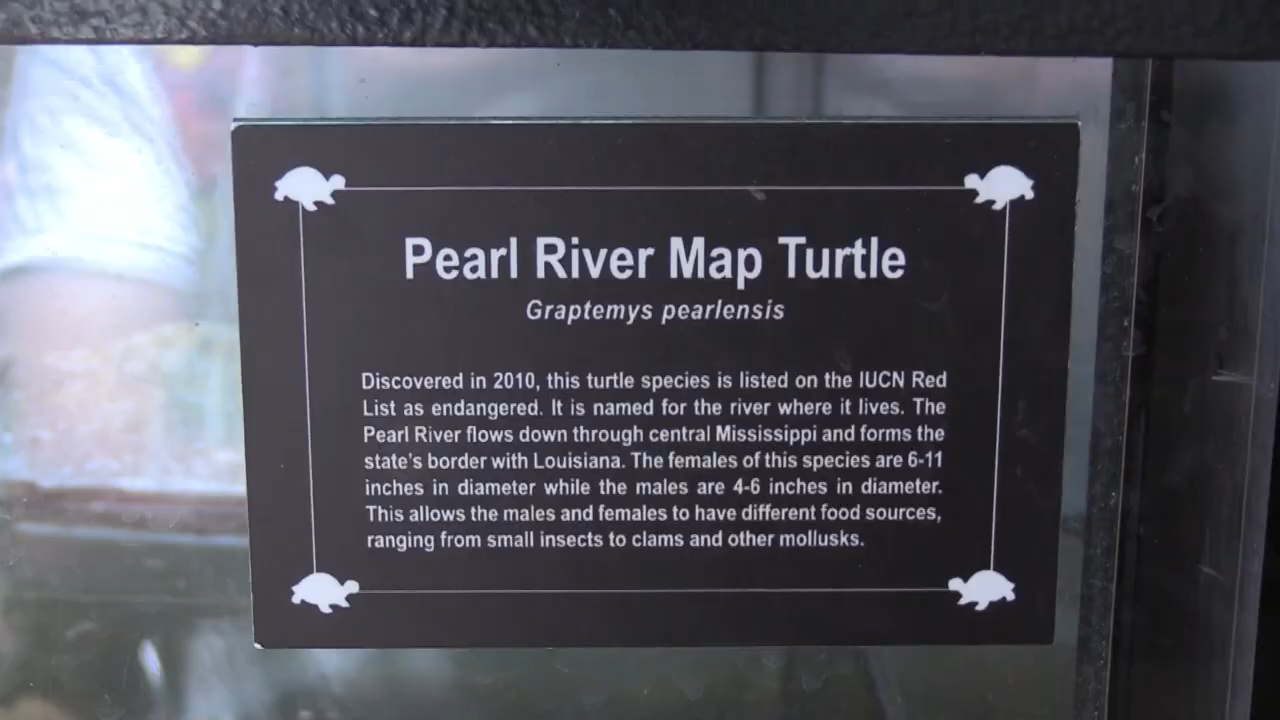 Pearl River Map Turtle
Graptemys pearlensis
Discovered in 2010, this turtle species is listed on the IUCN Red
List as endangered. It is named for the river where it lives. The
Pearl River flows down through central Mississippi and forms the
state's border with Louisiana. The females of this species are 6-11
inches in diameter while the males are 4-6 inches in diameter.
This allows the males and females to have different food sources,
ranging from small insects to clams and other mollusks.